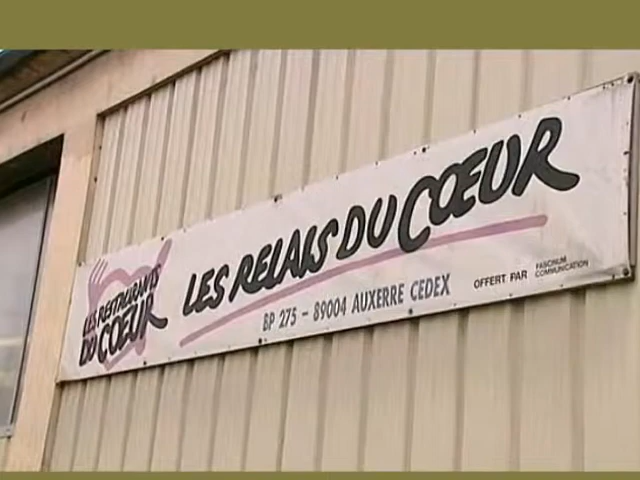 LES RESTAURANTS
DU CŒUR
LES RELAIS DU CŒUR
BP 275 - 89004 AUXERRE CEDEX
OFFERT PAR
FASCINUM
COMMUNICATION